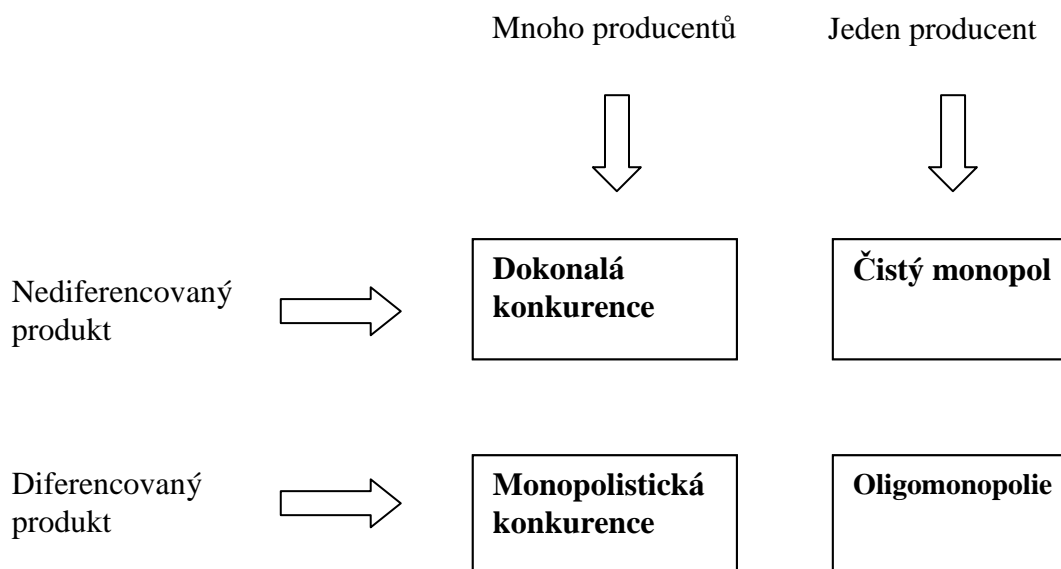 Mnoho producentů
Jeden producent
Nediferencovaný
produkt
Dokonalá
konkurence
Čistý monopol
Diferencovaný
produkt
Monopolistická
konkurence
Oligomonopolie